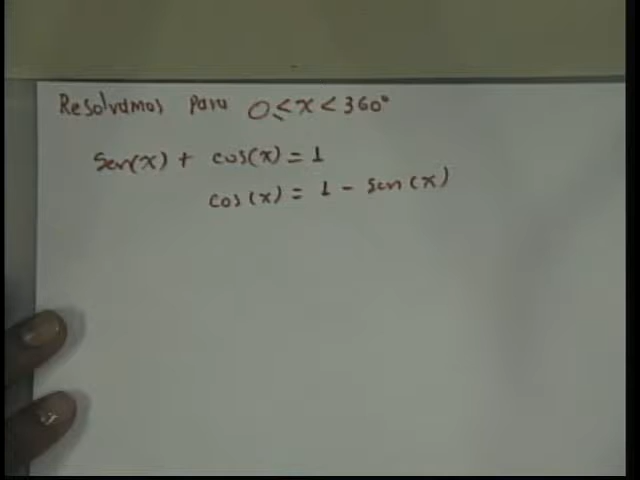 Resolvamos para 0 ≤ x < 360°
Sen(x) + cos(x) = 1
cos(x) = 1 - sen(x)